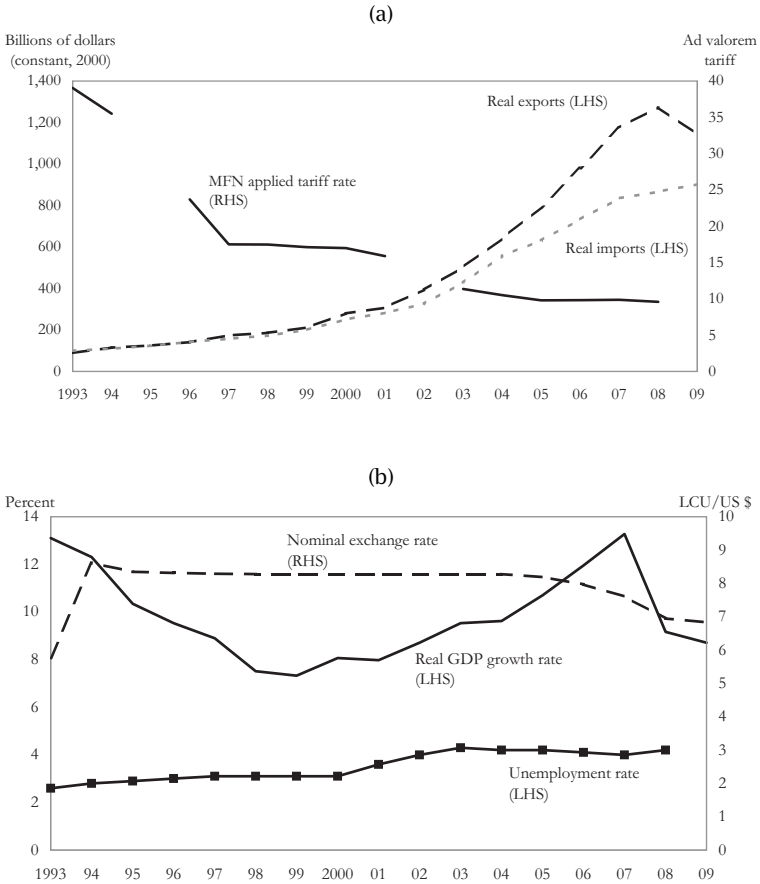 (a)
Billions of dollars
(constant, 2000)
Ad valorem
tariff
1,400
1,200
1,000
800
600
400
200
0
40
35
30
25
20
15
10
5
0
Real exports (LHS)
MFN applied tariff rate
(RHS)
Real imports (LHS)
1993 94 95 96 97 98 99 2000 01 02 03 04 05 06 07 08 09
(b)
Percent
LCU/US $
14
12
10
8
6
4
2
0
10
9
8
7
6
5
4
3
2
1
0
Nominal exchange rate
(RHS)
Real GDP growth rate
(LHS)
Unemployment rate
(LHS)
1993 94 95 96 97 98 99 2000 01 02 03 04 05 06 07 08 09